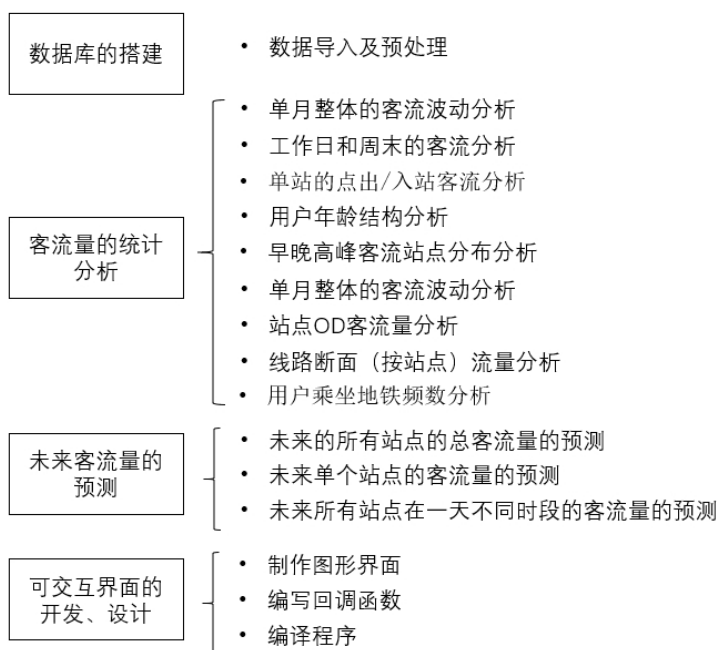 数据库的搭建
• 数据导入及预处理
客流量的统计
分析
• 单月整体的客流波动分析
• 工作日和周末的客流分析
• 单站的点出/入站客流分析
• 用户年龄结构分析
• 早晚高峰客流站点分布分析
• 单月整体的客流波动分析
• 站点OD客流量分析
• 线路断面（按站点）流量分析
• 用户乘坐地铁频数分析
未来客流量的
预测
• 未来的所有站点的总客流量的预测
• 未来单个站点的客流量的预测
• 未来所有站点在一天不同时段的客流量的预测
可交互界面的
开发、设计
• 制作图形界面
• 编写回调函数
• 编译程序